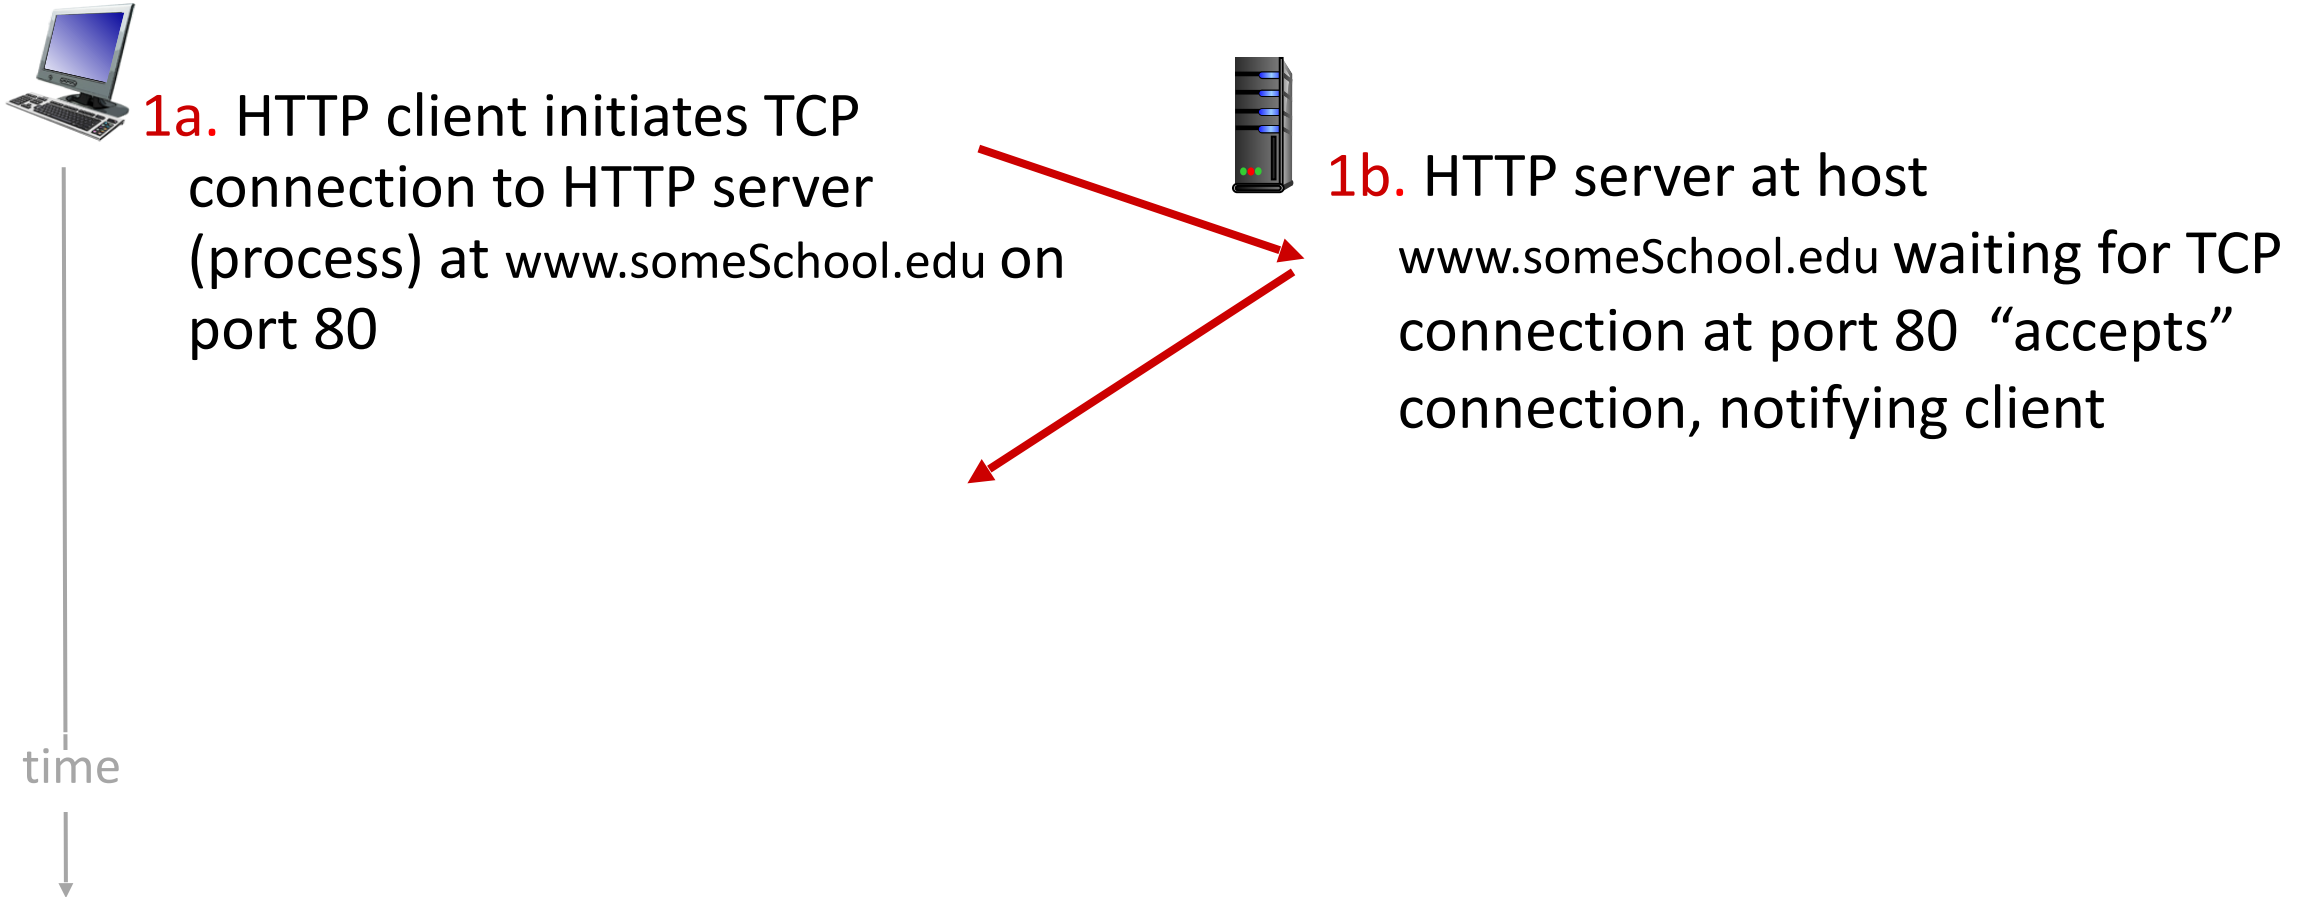 1a. HTTP client initiates TCP
connection to HTTP server
(process) at www.someSchool.edu on
port 80
1b. HTTP server at host
www.someSchool.edu waiting for TCP
connection at port 80 “accepts”
connection, notifying client
time